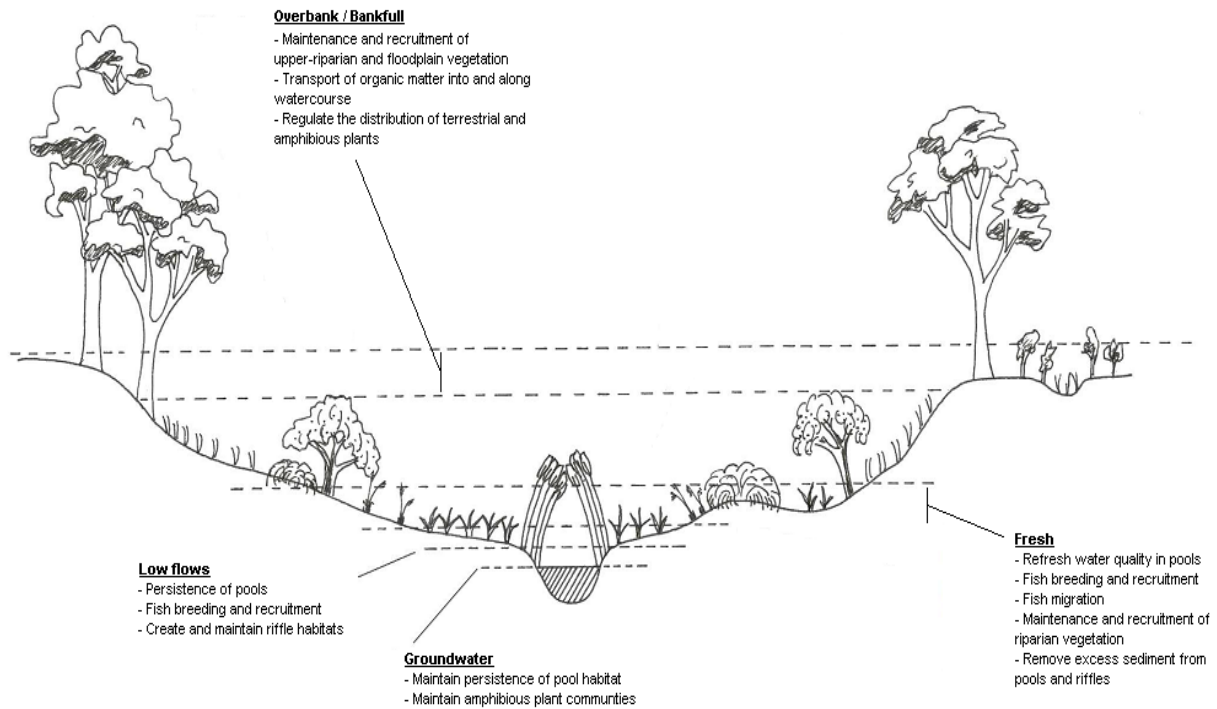 Overbank / Bankfull
- Maintenance and recruitment of
upper-riparian and floodplain vegetation
- Transport of organic matter into and along
watercourse
- Regulate the distribution of terrestrial and
amphibious plants
Low flows
- Persistence of pools
- Fish breeding and recruitment
- Create and maintain riffle habitats
Groundwater
- Maintain persistence of pool habitat
- Maintain amphibious plant communties
Fresh
- Refresh water quality in pools
- Fish breeding and recruitment
- Fish migration
- Maintenance and recruitment of
riparian vegetation
- Remove excess sediment from
pools and riffles